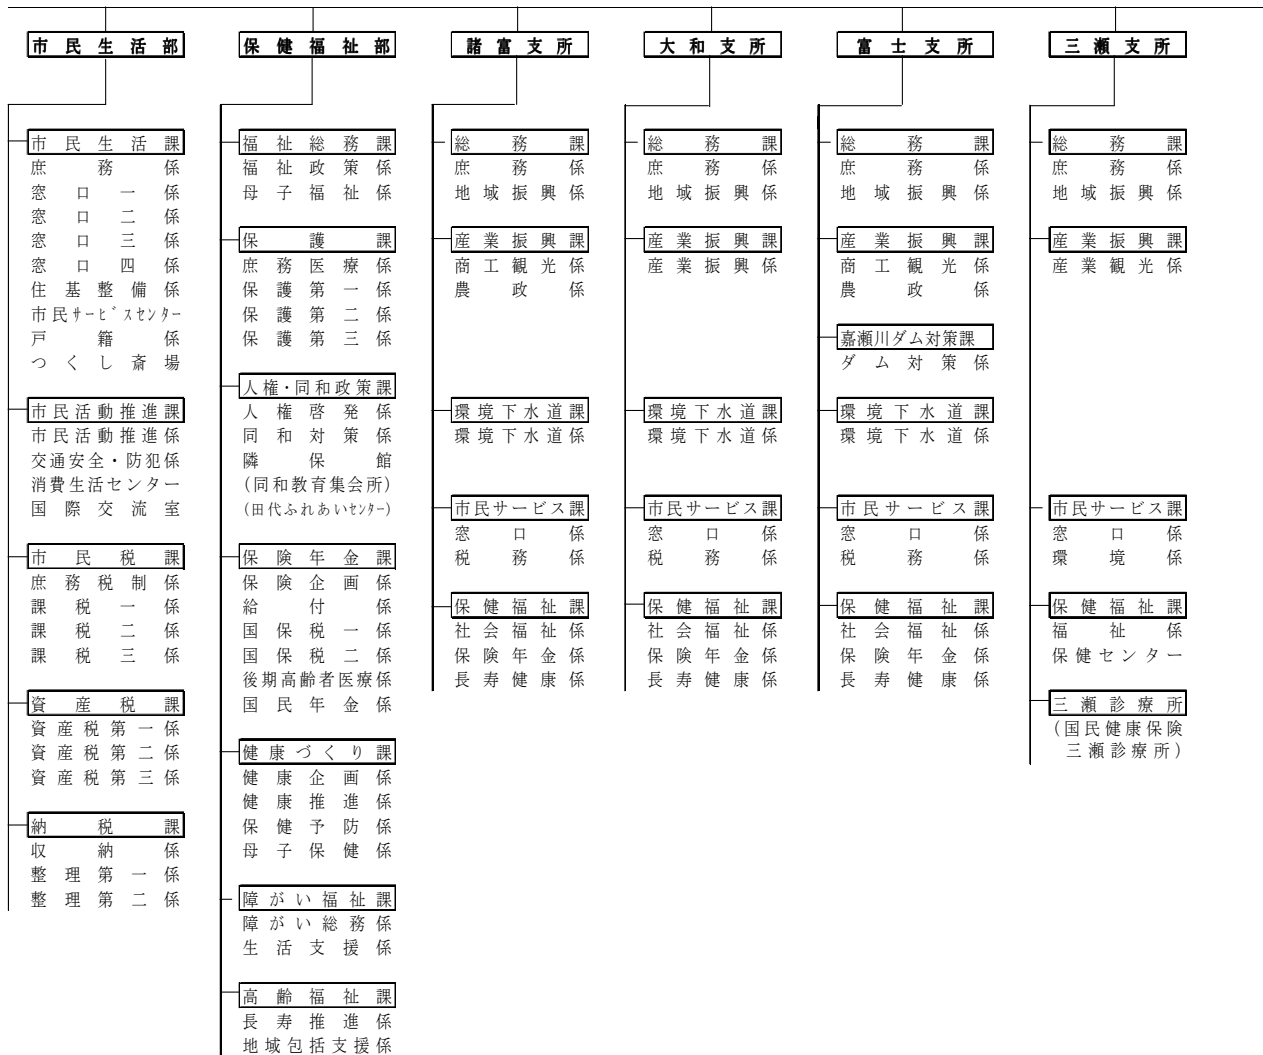 市民生活部
市民生活課
庶務係
窓口一係
窓口二係
窓口三係
窓口四係
住基整備係
市民サービスセンター
戸籍係
つくし斎場
市民活動推進課
市民活動推進係
交通安全・防犯係
消費生活センター
国際交流室
市民税課
庶務税制係
課税一係
課税二係
課税三係
資産税課
資産税第一係
資産税第二係
資産税第三係
納税課
収納係
整理第一係
整理第二係
保健福祉部
福祉総務課
福祉政策係
母子福祉係
保護課
庶務医療係
保護第一係
保護第二係
保護第三係
人権・同和政策課
人権啓発係
同和対策係
隣保館
(同和教育集会所)
(田代ふれあいセンター)
保険年金課
保険企画係
給付係
国保税一係
国保税二係
後期高齢者医療係
国民年金係
健康づくり課
健康企画係
健康推進係
保健予防係
母子保健係
障がい福祉課
障がい総務係
生活支援係
高齢福祉課
長寿推進係
地域包括支援係
諸富支所
総務課
庶務係
地域振興係
産業振興課
商工観光係
農政係
環境下水道課
環境下水道係
市民サービス課
窓口係
税務係
保健福祉課
社会福祉係
保険年金係
長寿健康係
大和支所
総務課
庶務係
地域振興係
産業振興課
産業振興係
環境下水道課
環境下水道係
市民サービス課
窓口係
税務係
保健福祉課
社会福祉係
保険年金係
長寿健康係
富士支所
総務課
庶務係
地域振興係
産業振興課
商工観光係
農政係
嘉瀬川ダム対策課
ダム対策係
環境下水道課
環境下水道係
市民サービス課
窓口係
税務係
保健福祉課
社会福祉係
保険年金係
長寿健康係
三瀬支所
総務課
庶務係
地域振興係
産業振興課
産業観光係
市民サービス課
窓口係
環境係
保健福祉課
福祉係
保健センター
三瀬診療所
(国民健康保険
三瀬診療所)